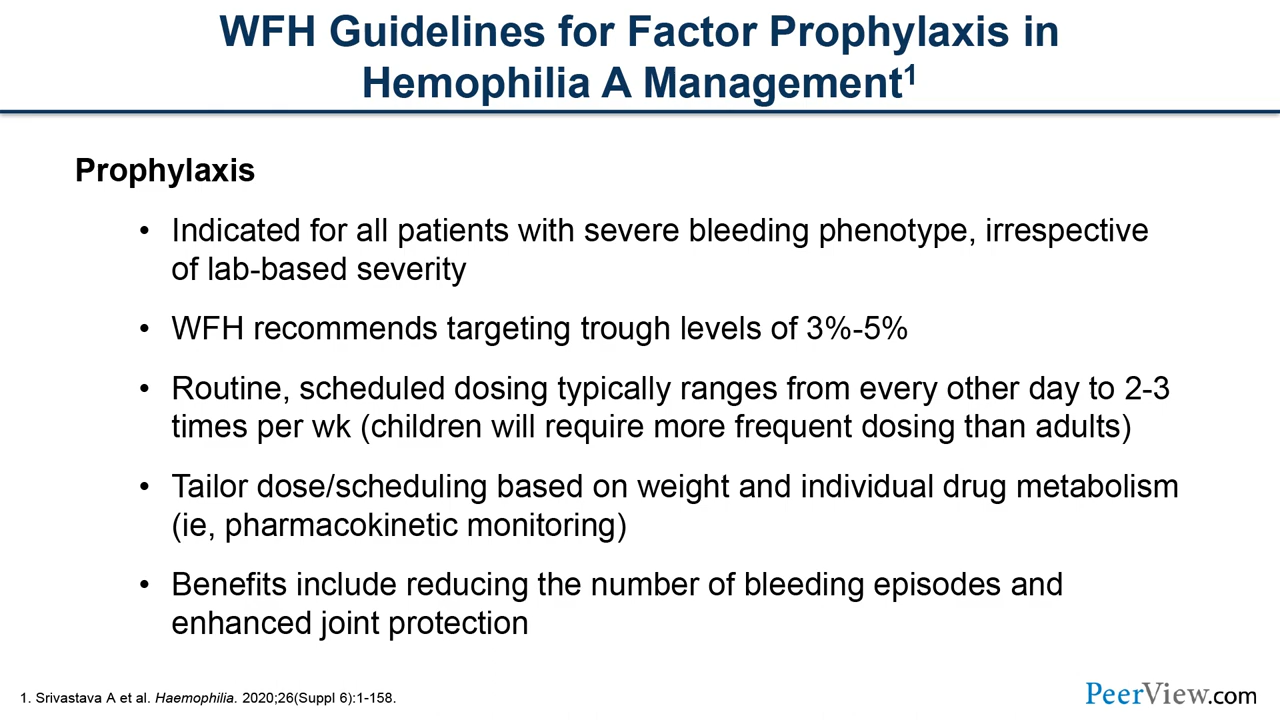 WFH Guidelines for Factor Prophylaxis in
Hemophilia A Management¹
Prophylaxis
• Indicated for all patients with severe bleeding phenotype, irrespective
of lab-based severity
• WFH recommends targeting trough levels of 3%-5%
• Routine, scheduled dosing typically ranges from every other day to 2-3
times per wk (children will require more frequent dosing than adults)
• Tailor dose/scheduling based on weight and individual drug metabolism
(ie, pharmacokinetic monitoring)
• Benefits include reducing the number of bleeding episodes and
enhanced joint protection
1. Srivastava A et al. Haemophilia. 2020;26(Suppl 6):1-158.
PeerView.com